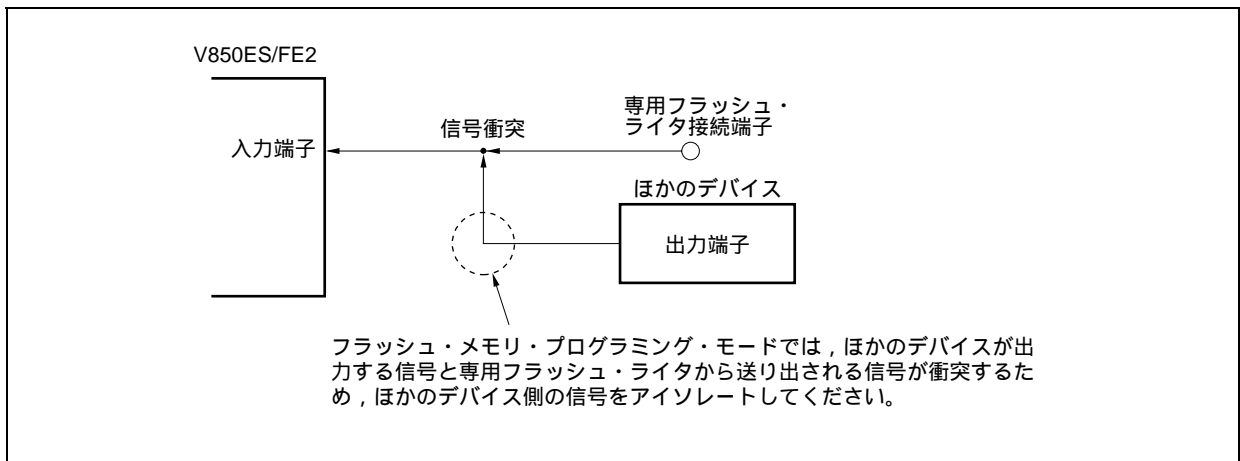 V850ES/FE2
専用フラッシュ・
ライタ接続端子
信号衝突
入力端子
ほかのデバイス
出力端子
フラッシュ・メモリ・プログラミング・モードでは，ほかのデバイスが出
力する信号と専用フラッシュ・ライタから送り出される信号が衝突するた
め，ほかのデバイス側の信号をアイソレートしてください。